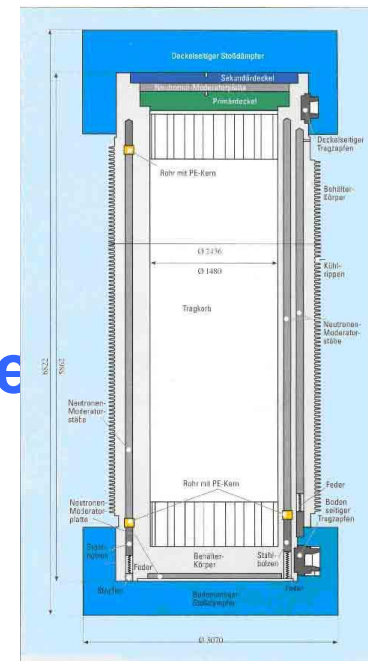 Deckelseitiger Stoßdämpfer
Sekundärdeckel
Neutronen-Moderatorplatte
Primärdeckel
Deckelseitiger
Tragzapfen
Rohr mit PE-Kern
Behälter-
Körper
Ø 2436
Ø 1480
Kühl-
rippen
Tragkorb
Neutronen-
Moderator-
stäbe
6822
5862
e
Neutronen-
Moderator-
stäbe
Rohr mit PE-Kern
Feder
Neutronen-
Moderator
platte
Boden
seitiger
Tragzapfen
Stahl-
Feder
Behälter-
Körper
Stahl-
bolzen
Stopfen
Bodenseitiger
Stoßdämpfer
Feder
Ø 3070